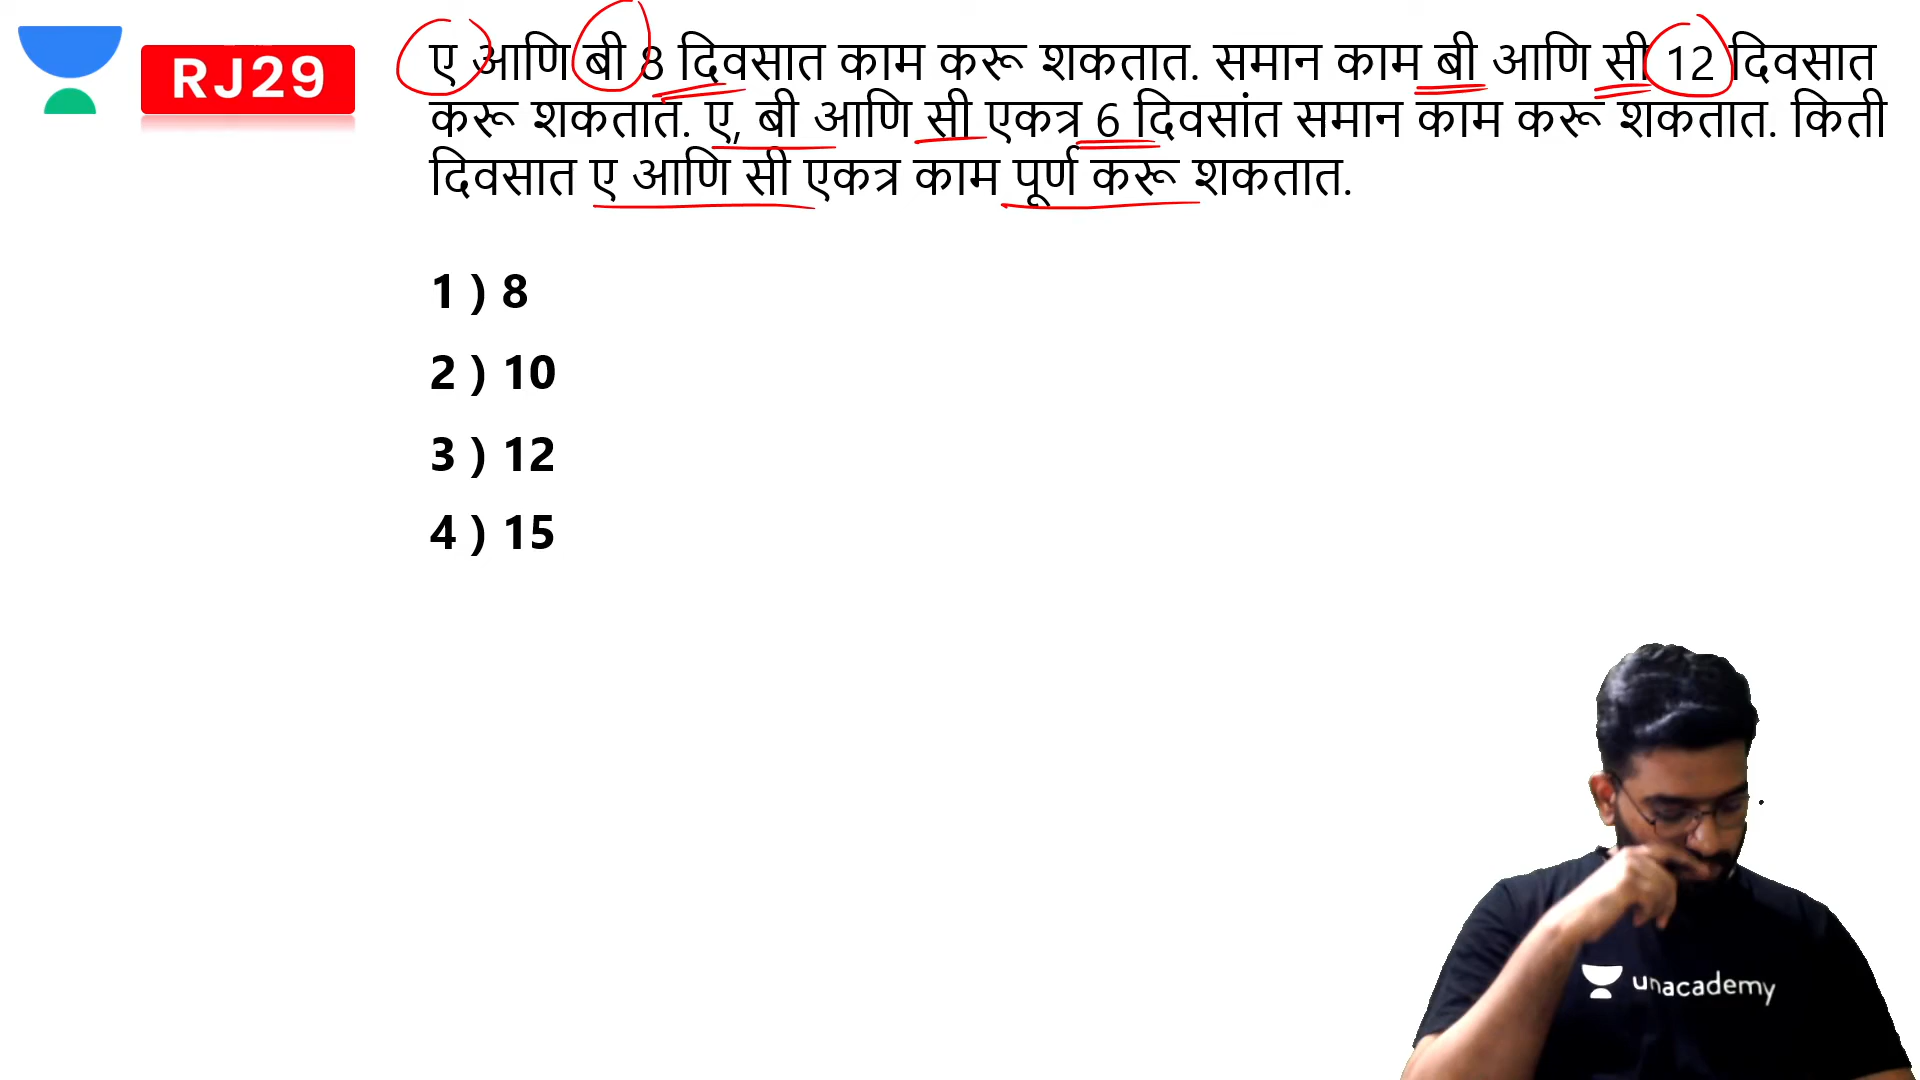 RJ29
ए आणि बी 8 दिवसात काम करू शकतात. समान काम बी आणि सी 12 दिवसात
करू शकतात. ए, बी आणि सी एकत्र 6 दिवसांत समान काम करू शकतात. किती
दिवसात ए आणि सी एकत्र काम पूर्ण करू शकतात.
1 ) 8
2 ) 10
3 ) 12
4 ) 15
unacademy